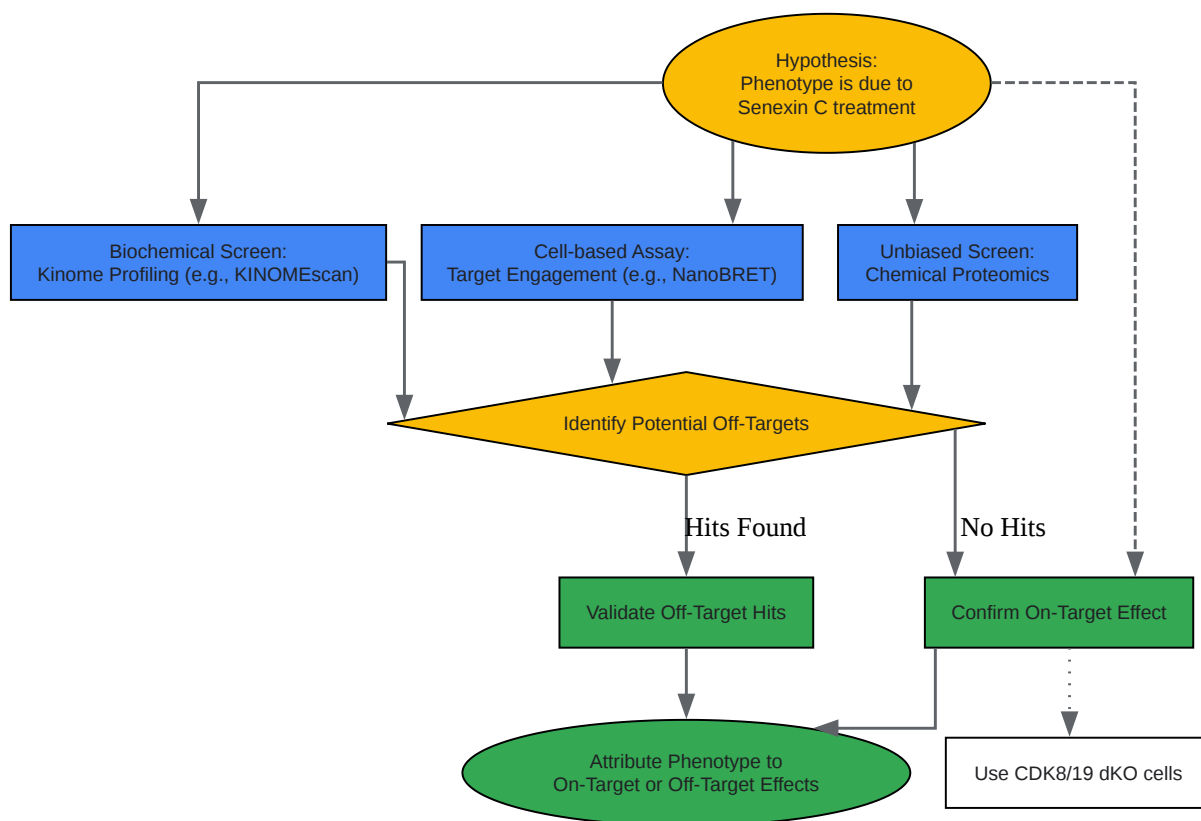 Hypothesis:
Phenotype is due to
Senexin C treatment
Biochemical Screen:
Kinome Profiling (e.g., KINOMEscan)
Cell-based Assay:
Target Engagement (e.g., NanoBRET)
Unbiased Screen:
Chemical Proteomics
Identify Potential Off-Targets
Hits Found
No Hits
Validate Off-Target Hits
Confirm On-Target Effect
Attribute Phenotype to
On-Target or Off-Target Effects
Use CDK8/19 dKO cells